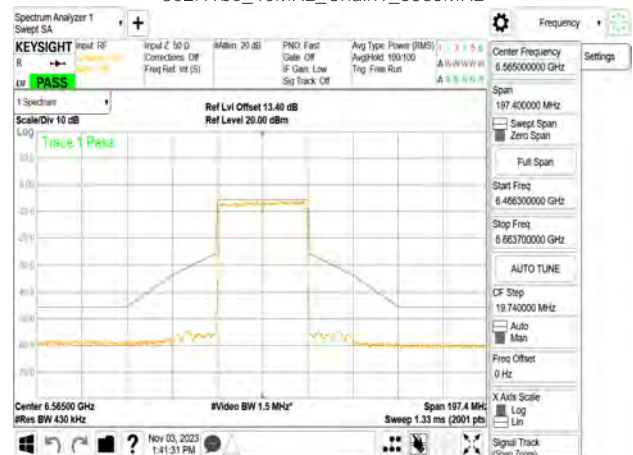 Spectrum Analyzer 1
Swept SA
Frequency
KEYSIGHT Input: RF
R
LV PASS
Input Z: 50 Ω
Corrections: Off
Freq Ref: Int (S)
#Atten: 20 dB
PNO: Fast
Gate: Off
IF Gain: Low
Sig Track: Off
Avg Type: Power (RMS)
Avg|Hold: 100/100
Trig: Free Run
Center Frequency
6.565000000 GHz
Settings
Span
197.400000 MHz
Swept Span
Zero Span
Full Span
Start Freq
6.466300000 GHz
Stop Freq
6.663700000 GHz
AUTO TUNE
CF Step
19.740000 MHz
Auto
Man
Freq Offset
0 Hz
X Axis Scale
Log
Lin
Signal Track
(Span Zoom)
1 Spectrum
Scale/Div 10 dB
Ref Lvl Offset 13.40 dB
Ref Level 20.00 dBm
Log
Trace 1 Pass
Center 6.56500 GHz
#Res BW 430 kHz
#Video BW 1.5 MHz*
Span 197.4 MHz
Sweep 1.33 ms (2001 pts
Nov 03, 2023
1:41:31 PM